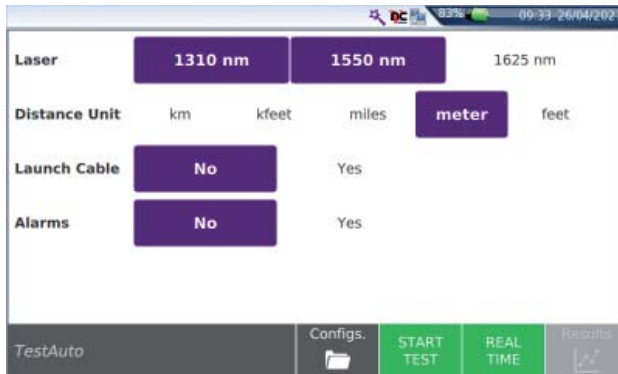 DC 83% 09:33 26/04/202
Laser 1310 nm 1550 nm 1625 nm
Distance Unit km kfeet miles meter feet
Launch Cable No Yes
Alarms No Yes
TestAuto Configs. START TEST REAL TIME Results